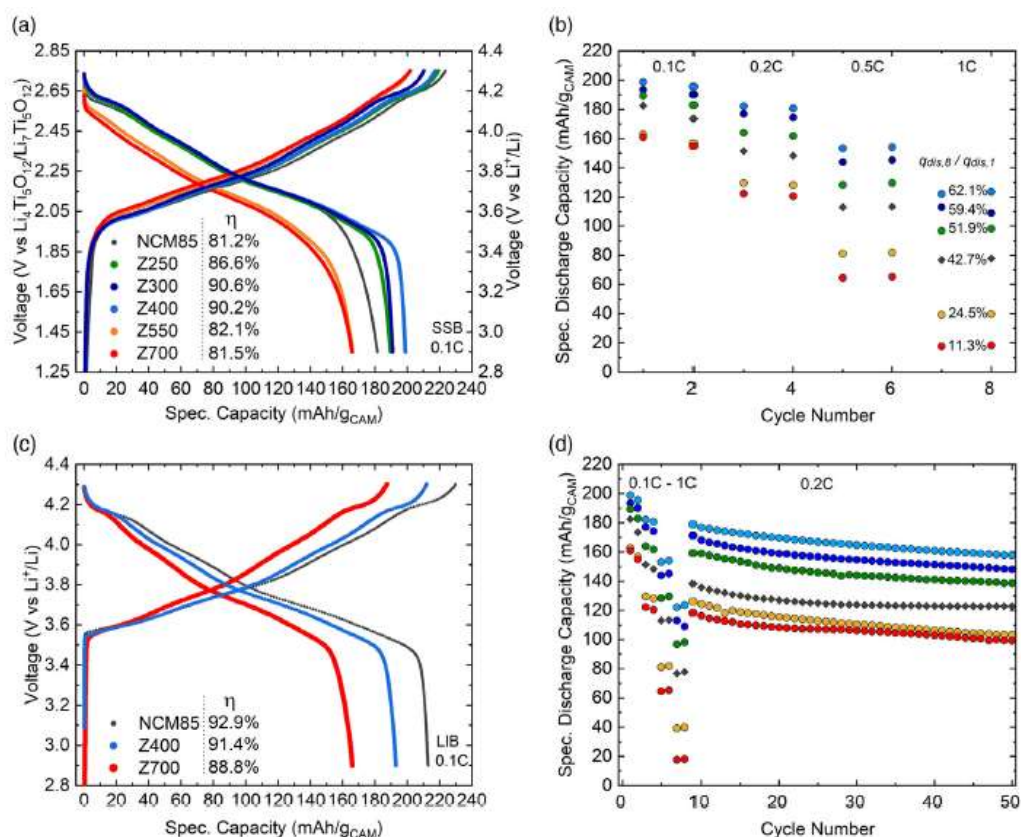 (a)
2.85
2.65
2.45
2.25
2.05
1.85
1.65
1.45
1.25
Voltage (V vs Li4Ti5O12/Li7Ti5O12)
4.4
4.2
4.0
3.8
3.6
3.4
3.2
3.0
2.8
Voltage (V vs Li⁺/Li)
η
NCM85 81.2%
Z250 86.6%
Z300 90.6%
Z400 90.2%
Z550 82.1%
Z700 81.5%
SSB
0.1C
0 20 40 60 80 100 120 140 160 180 200 220 240
Spec. Capacity (mAh/gCAM)
(b)
220
200
180
160
140
120
100
80
60
40
20
0
Spec. Discharge Capacity (mAh/gCAM)
0.1C 0.2C 0.5C 1C
qdis,8 / qdis,1
62.1%
59.4%
51.9%
42.7%
24.5%
11.3%
0 2 4 6 8
Cycle Number
(c)
4.4
4.2
4.0
3.8
3.6
3.4
3.2
3.0
2.8
Voltage (V vs Li⁺/Li)
η
NCM85 92.9%
Z400 91.4%
Z700 88.8%
LIB
0.1C
0 20 40 60 80 100 120 140 160 180 200 220 240
Spec. Capacity (mAh/gCAM)
(d)
220
200
180
160
140
120
100
80
60
40
20
0
Spec. Discharge Capacity (mAh/gCAM)
0.1C - 1C 0.2C
0 10 20 30 40 50
Cycle Number